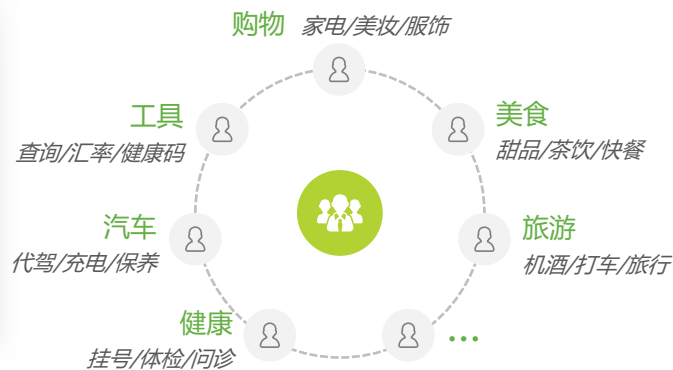 购物 家电/美妆/服饰
工具
查询/汇率/健康码
美食
甜品/茶饮/快餐
汽车
代驾/充电/保养
旅游
机酒/打车/旅行
健康
挂号/体检/问诊
...